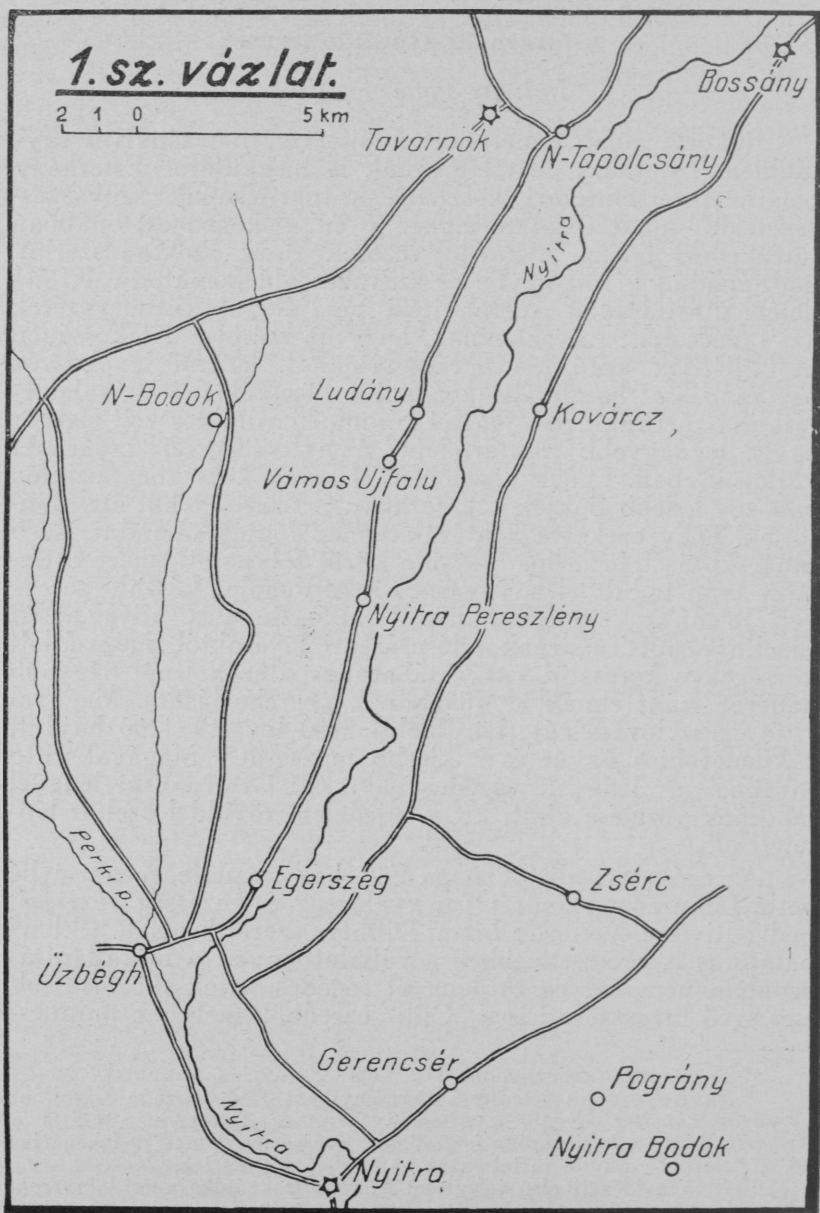 1. sz. vázlat.
2 1 0 5 km
Bossány
Tavarnok
N-Tapolcsány
Nyitra
N-Bodok
Ludány
Kovárcz
Vámos Ujfalu
Nyitra Pereszlény
Perki p.
Egerszeg
Zsérc
Üzbégh
Gerencsér
Pográny
Nyitra
Nyitra Bodok
Nyitra